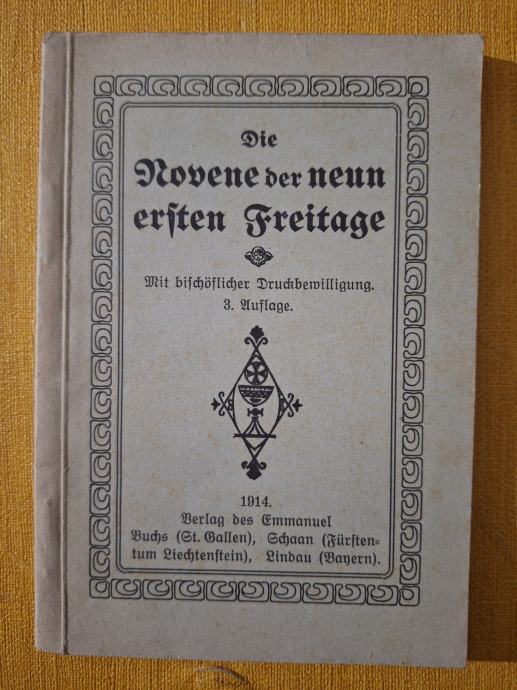 Die
Novene der neun
erſten Freitage
Mit biſchöflicher Druckbewilligung.
3. Auflage.
1914.
Verlag des Emmanuel
Buchs (St. Gallen), Schaan (Fürſten-
tum Liechtenſtein), Lindau (Bayern).